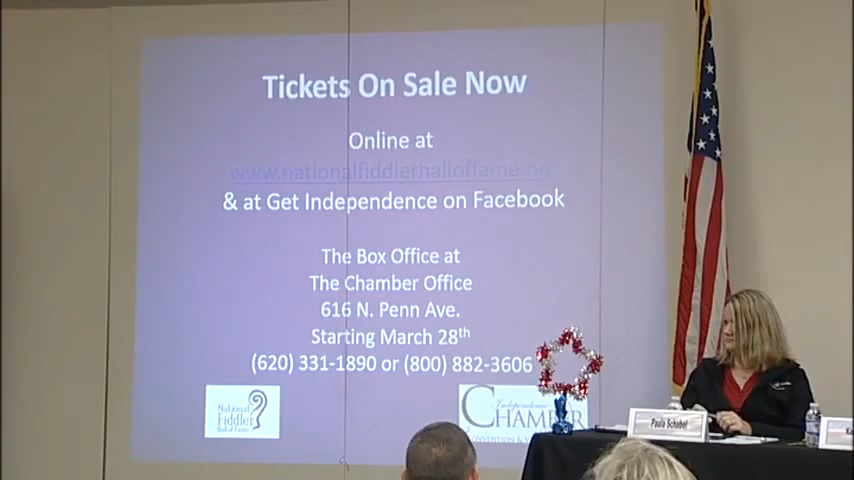 Tickets On Sale Now
Online at
www.nationalfiddlerhalloffame.org
& at Get Independence on Facebook
The Box Office at
The Chamber Office
616 N. Penn Ave.
Starting March 28th
(620) 331-1890 or (800) 882-3606
National
Fiddler
Hall of Fame
Independence
CHAMBER
Paula Schabel